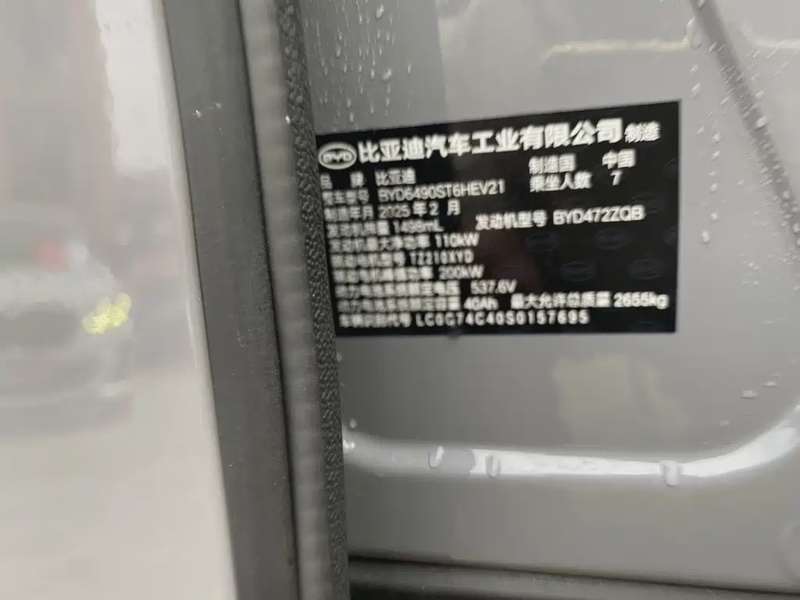 BYD 比亚迪汽车工业有限公司 制造
品 牌 比亚迪 制造国 中国
整车型号 BYD6490ST6HEV21 乘坐人数 7
制造年月 2025 年 2 月
发动机排量 1498mL 发动机型号 BYD472ZQB
发动机最大净功率 110kW
驱动电机型号 TZ210XYD
驱动电机峰值功率 200kW
动力电池系统额定电压 537.6V
动力电池系统额定容量 40Ah 最大允许总质量 2655kg
车辆识别代号 LC0C74C40S0157695